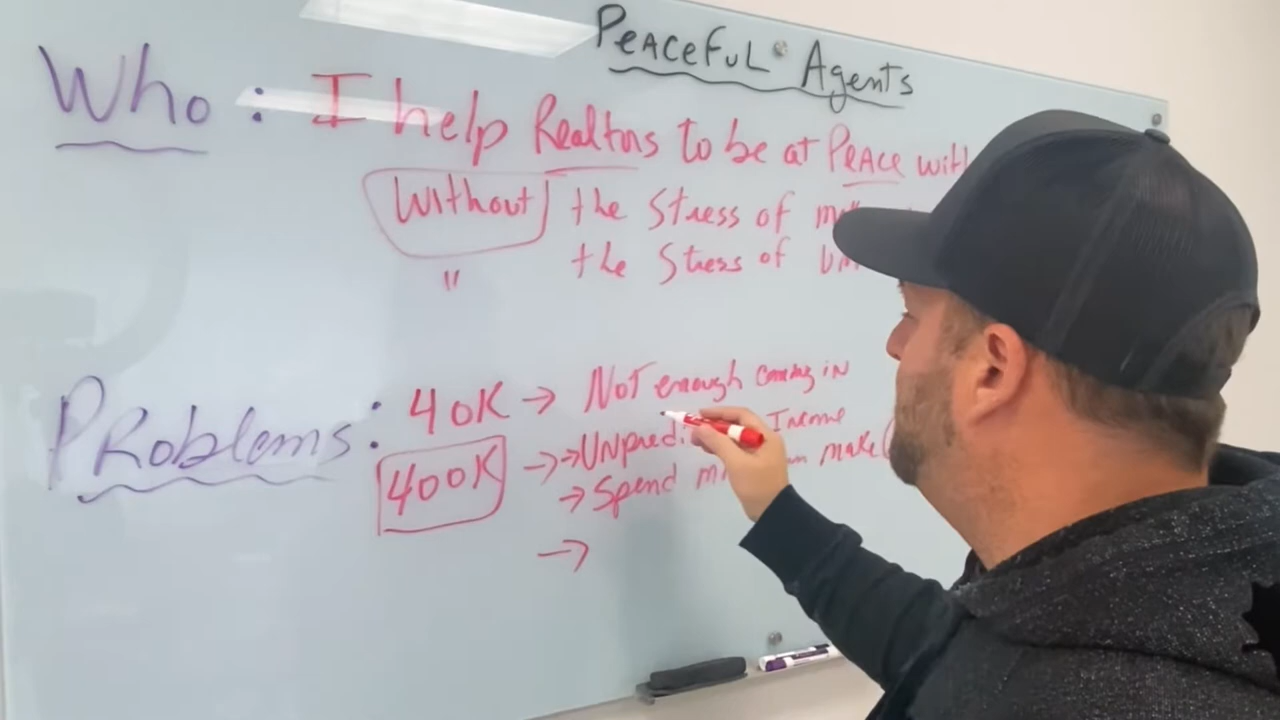 Peaceful Agents
Who : I help Realtors to be at Peace with
Without the Stress of
" the Stress of
Problems : 40K → Not enough coming in
400K →→ Income
→ Spend make
→